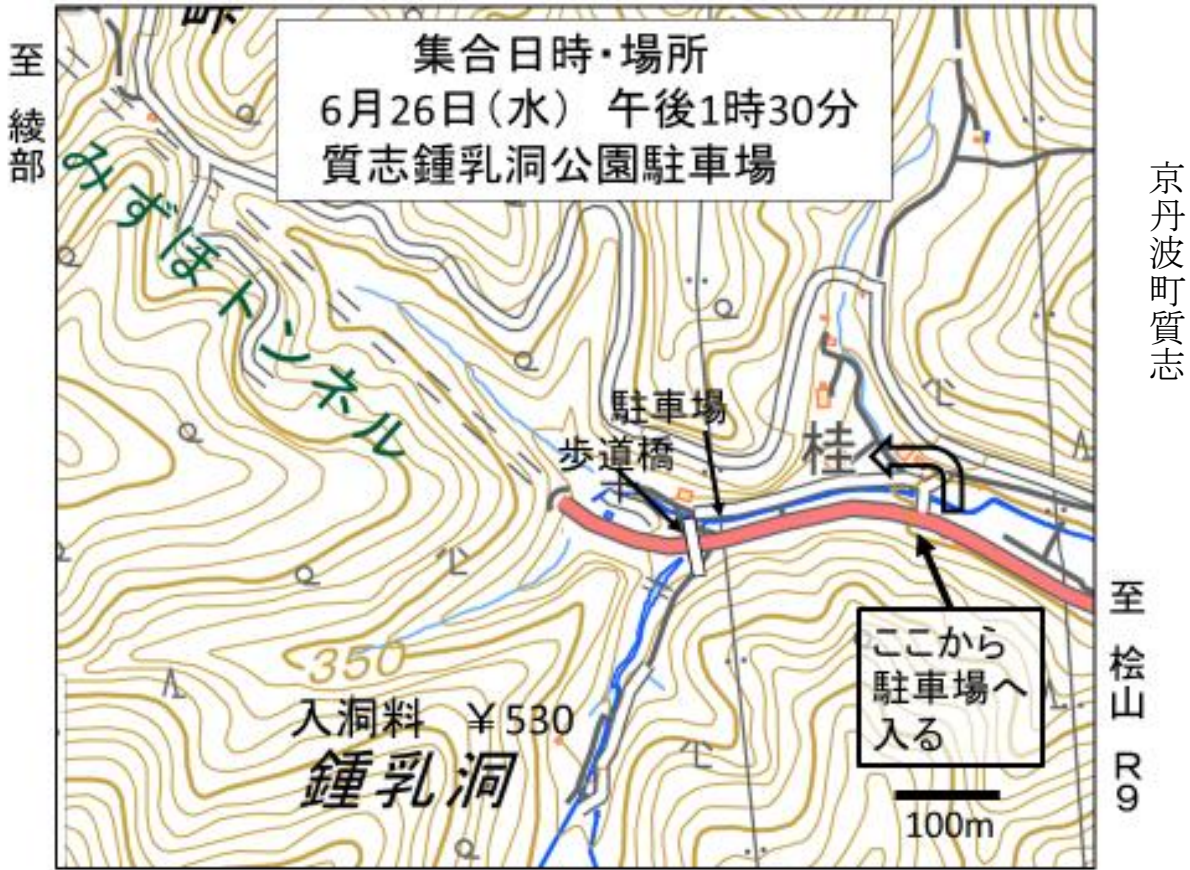 峠
集合日時・場所
6月26日(水) 午後1時30分
質志鍾乳洞公園駐車場
至 綾部
みずほトンネル
京丹波町質志
駐車場
歩道橋
桂
ここから
駐車場へ
入る
至 桧山 R9
350
入洞料 ¥530
鍾乳洞
100m